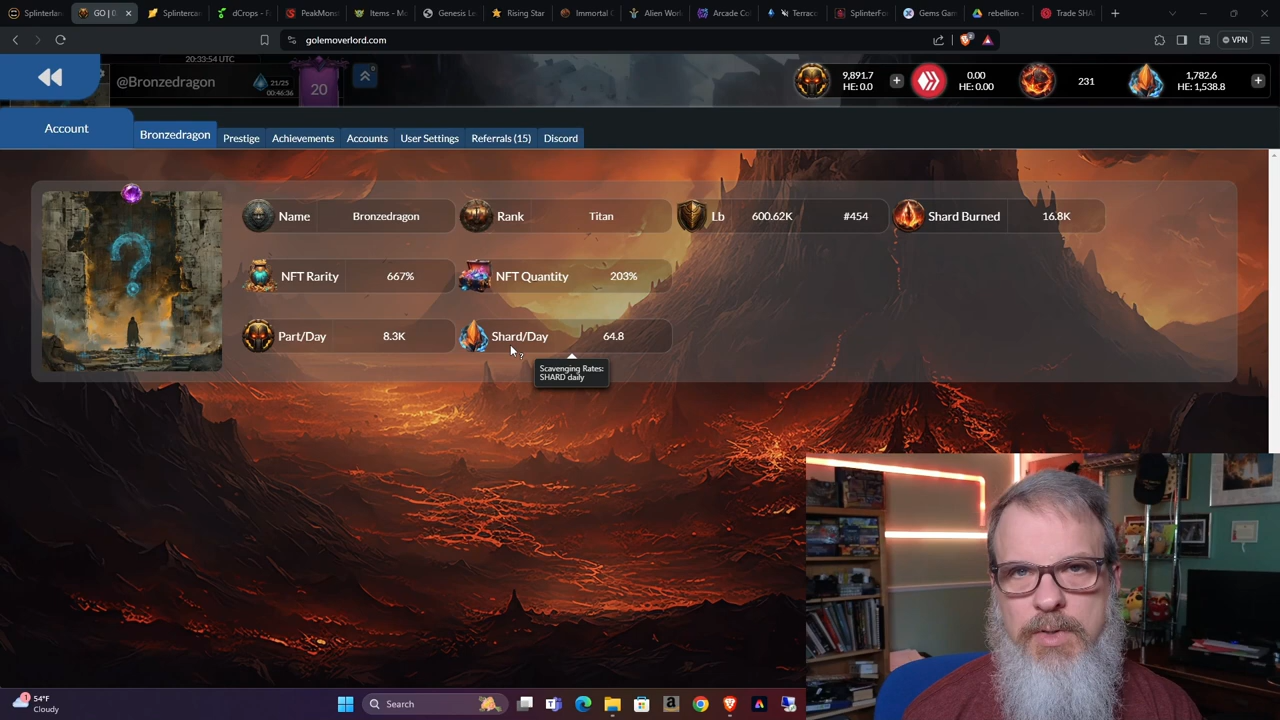 Splinterlan
GO | 0.
Splintercar
dCrops - F
PeakMonst
Items - Mo
Genesis Le
Rising Star
Immortal G
Alien Worl
Arcade Co
Terrac
SplinterFo
Gems Gam
rebellion -
Trade SHA
golemoverlord.com
VPN
20:33:54 UTC
@Bronzedragon
21/25
00:46:36
20
9,891.7
HE: 0.0
0.00
HE: 0.00
231
1,782.6
HE: 1,538.8
Account
Bronzedragon
Prestige
Achievements
Accounts
User Settings
Referrals (15)
Discord
Name Bronzedragon
Rank Titan
Lb 600.62K #454
Shard Burned 16.8K
NFT Rarity 667%
NFT Quantity 203%
Part/Day 8.3K
Shard/Day 64.8
Scavenging Rates:
SHARD daily
54°F
Cloudy
Search